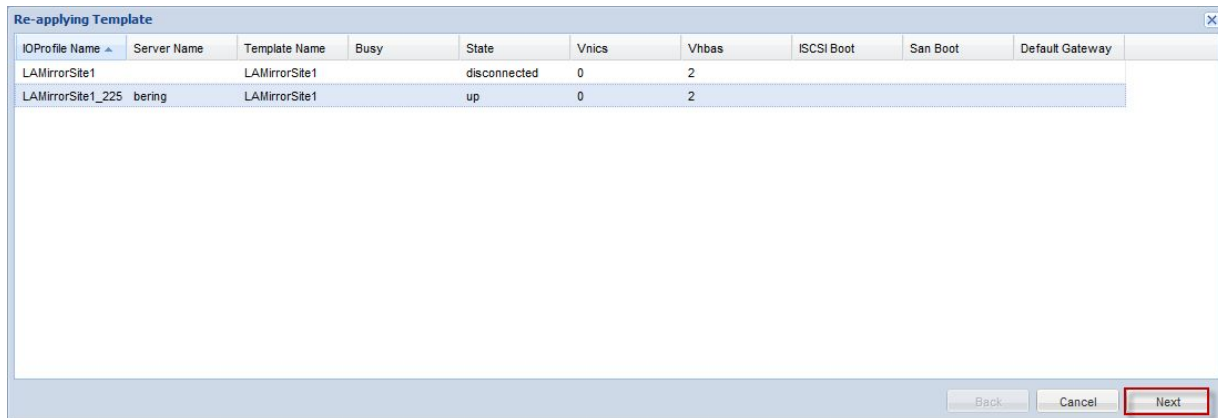 Re-applying Template
IOProfile Name Server Name Template Name Busy State Vnics Vhbas ISCSI Boot San Boot Default Gateway
LAMirrorSite1 LAMirrorSite1 disconnected 0 2
LAMirrorSite1_225 bering LAMirrorSite1 up 0 2
Back Cancel Next